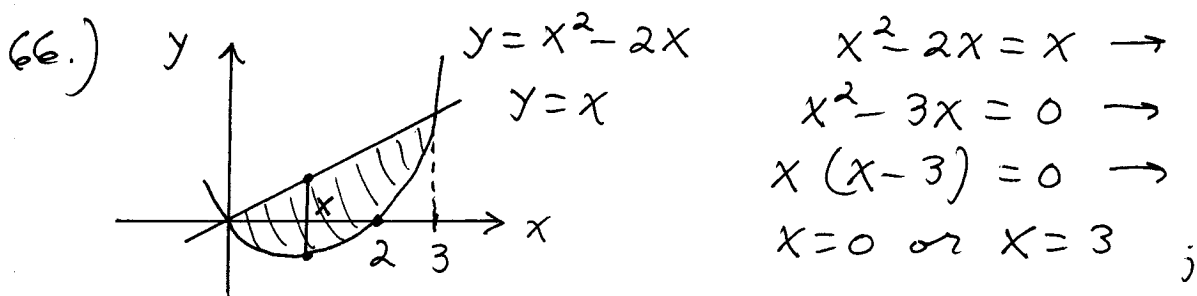 66.)
y
y = x² - 2x
y = x
x
2
3
x
x² - 2x = x →
x² - 3x = 0 →
x (x - 3) = 0 →
x = 0 or x = 3 ;